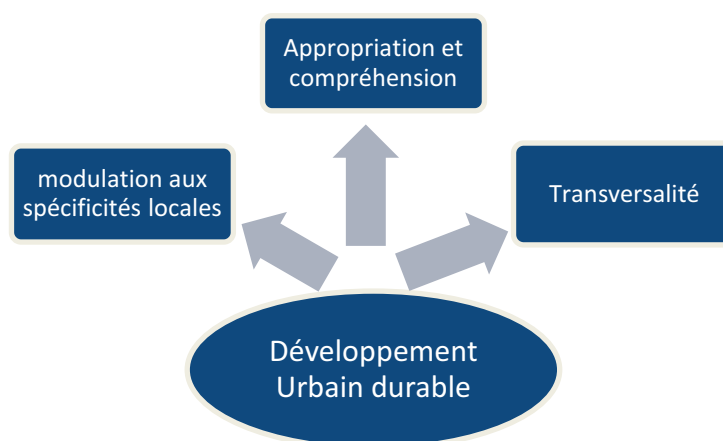 Appropriation et
compréhension
modulation aux
spécificités locales
Transversalité
Développement
Urbain durable